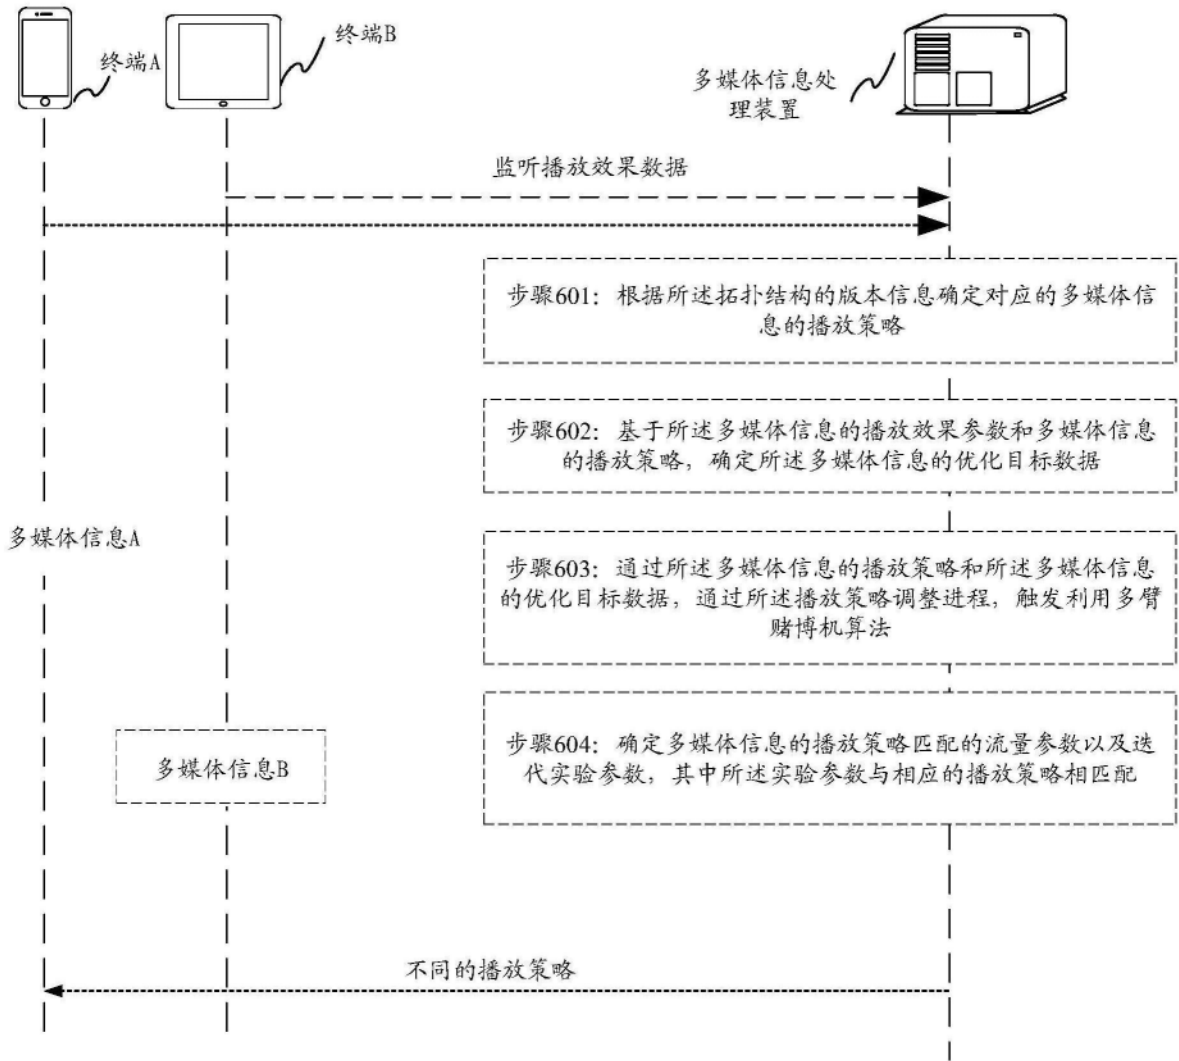 终端A
终端B
多媒体信息处
理装置
监听播放效果数据
步骤601：根据所述拓扑结构的版本信息确定对应的多媒体信
息的播放策略
步骤602：基于所述多媒体信息的播放效果参数和多媒体信息
的播放策略，确定所述多媒体信息的优化目标数据
多媒体信息A
步骤603：通过所述多媒体信息的播放策略和所述多媒体信息
的优化目标数据，通过所述播放策略调整进程，触发利用多臂
赌博机算法
步骤604：确定多媒体信息的播放策略匹配的流量参数以及迭
代实验参数，其中所述实验参数与相应的播放策略相匹配
多媒体信息B
不同的播放策略